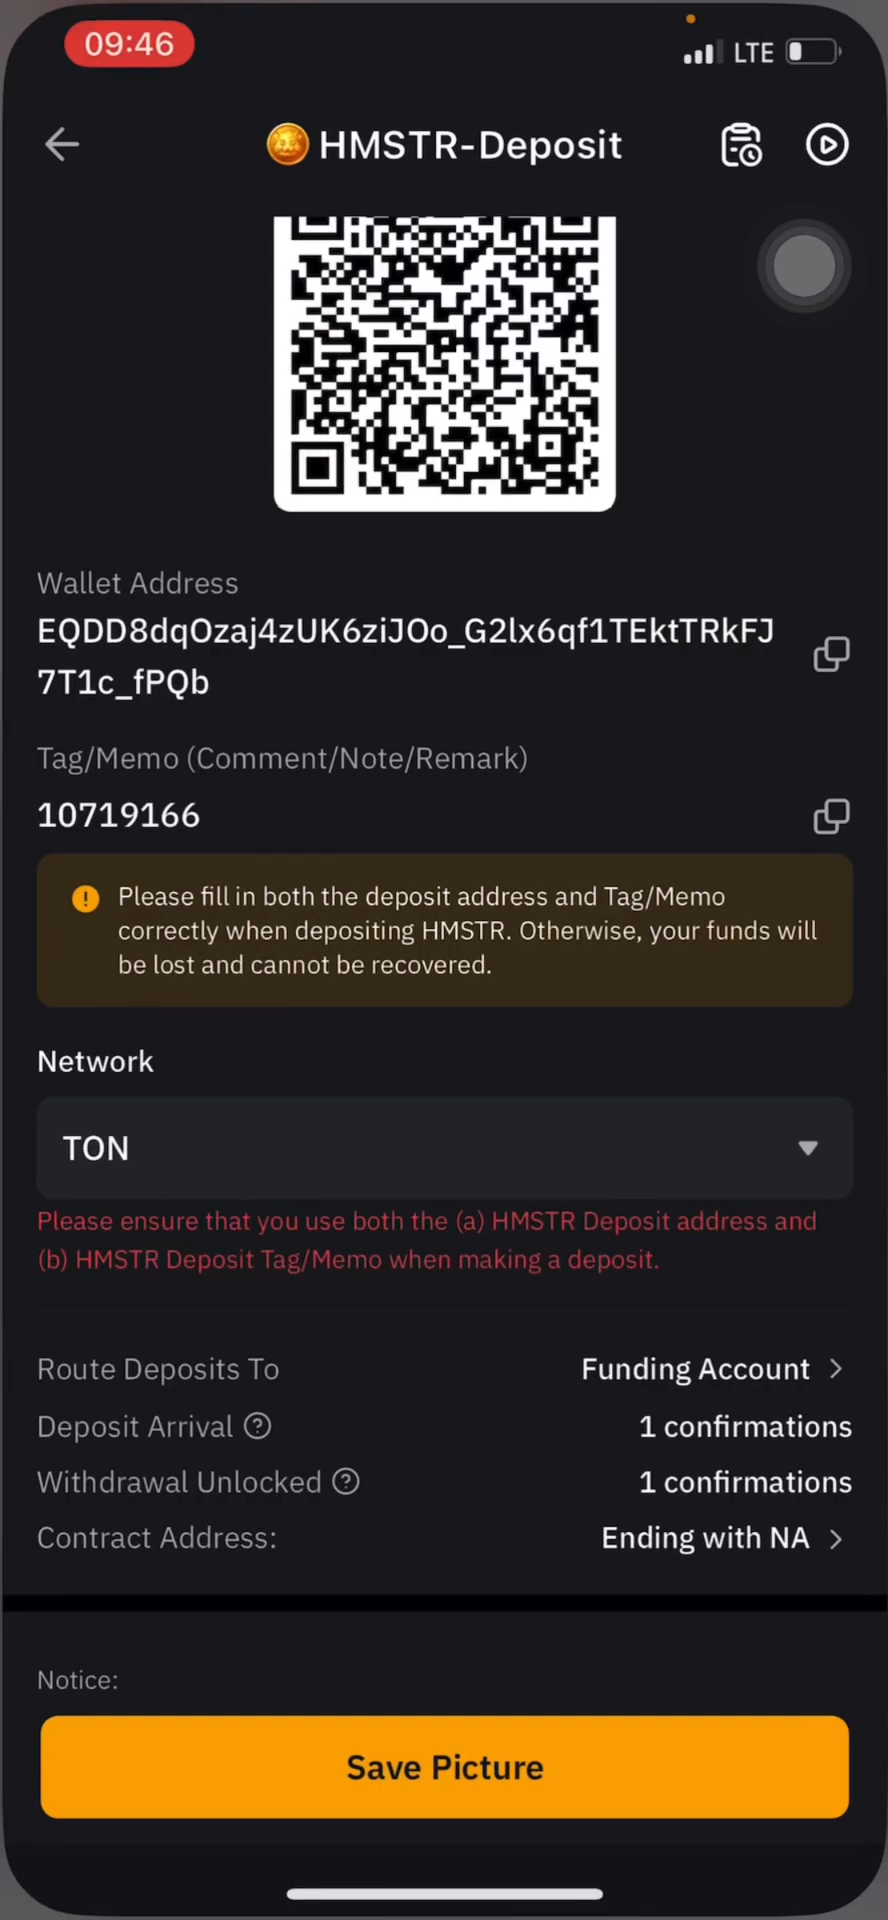 09:46
LTE
HMSTR-Deposit
Wallet Address
EQDD8dqOzaj4zUK6ziJOo_G2lx6qf1TEktTRkFJ
7T1c_fPQb
Tag/Memo (Comment/Note/Remark)
10719166
Please fill in both the deposit address and Tag/Memo
correctly when depositing HMSTR. Otherwise, your funds will
be lost and cannot be recovered.
Network
TON
Please ensure that you use both the (a) HMSTR Deposit address and
(b) HMSTR Deposit Tag/Memo when making a deposit.
Route Deposits To Funding Account
Deposit Arrival 1 confirmations
Withdrawal Unlocked 1 confirmations
Contract Address: Ending with NA
Notice:
Save Picture